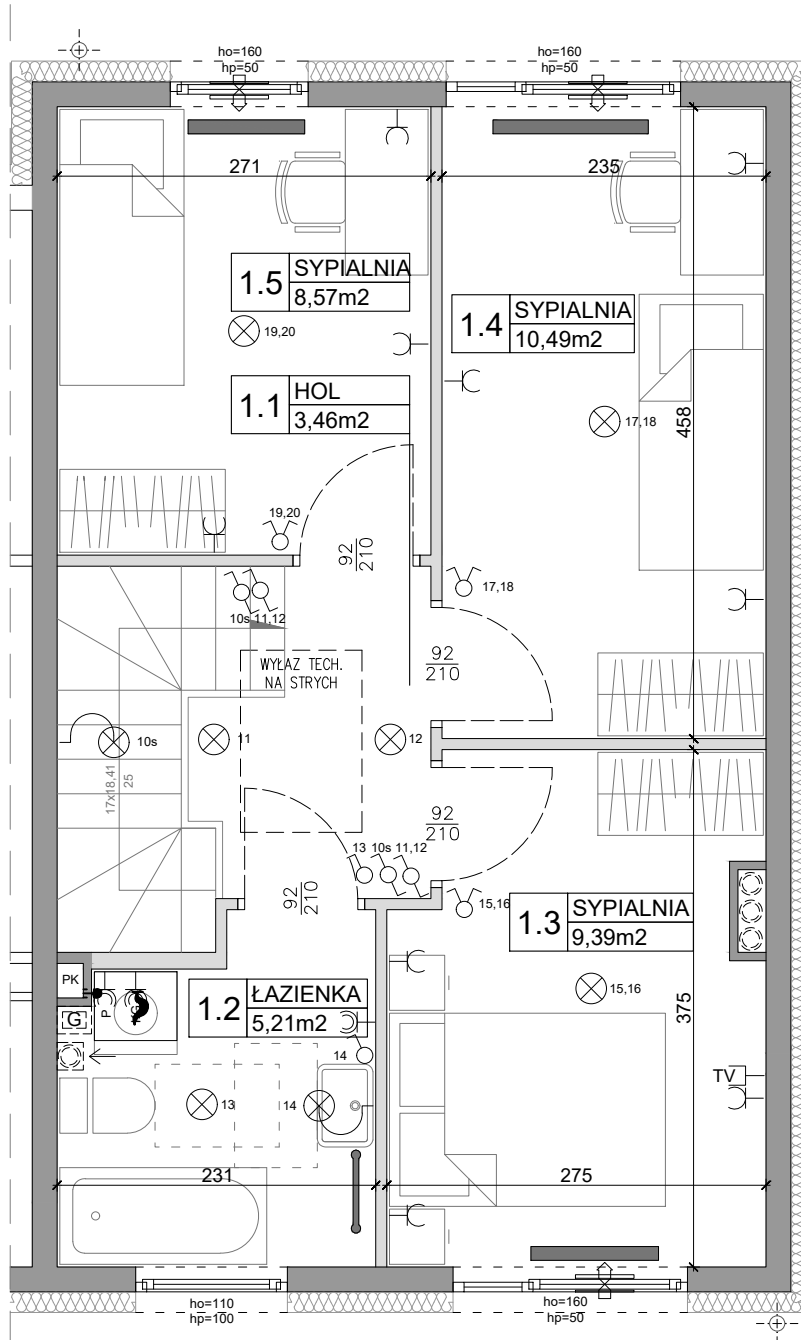 ho=160
hp=50
ho=160
hp=50
271
235
1.5 SYPIALNIA
8,57m2
1.4 SYPIALNIA
10,49m2
19,20
1.1 HOL
3,46m2
17,18
458
19,20
92
210
17,18
10s 11,12
92
210
WYŁAZ TECH.
NA STRYCH
10s
11
12
17x18,41
25
92
210
13 10s 11,12
92
210
15,16
1.3 SYPIALNIA
9,39m2
PK
15,16
1.2 ŁAZIENKA
5,21m2
G
P
375
14
TV
13
14
231
275
ho=110
hp=100
ho=160
hp=50